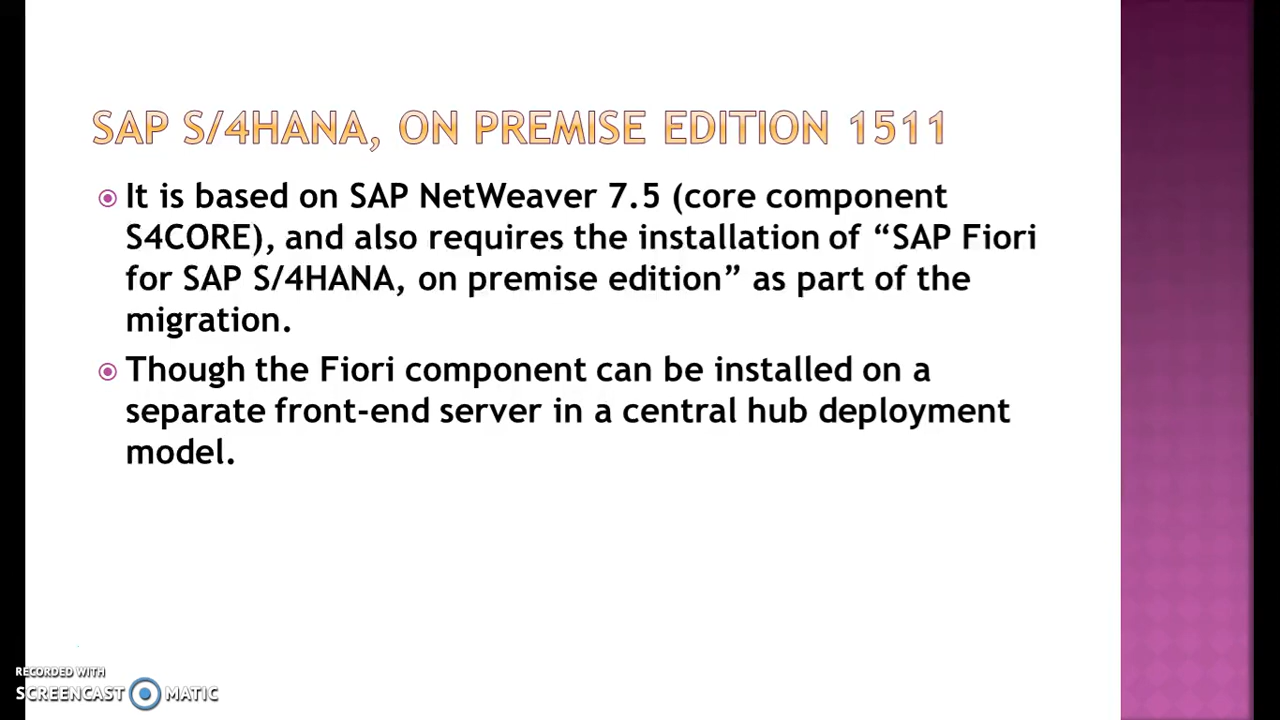 SAP S/4HANA, ON PREMISE EDITION 1511
It is based on SAP NetWeaver 7.5 (core component
S4CORE), and also requires the installation of “SAP Fiori
for SAP S/4HANA, on premise edition” as part of the
migration.
Though the Fiori component can be installed on a
separate front-end server in a central hub deployment
model.
RECORDED WITH
SCREENCAST MATIC